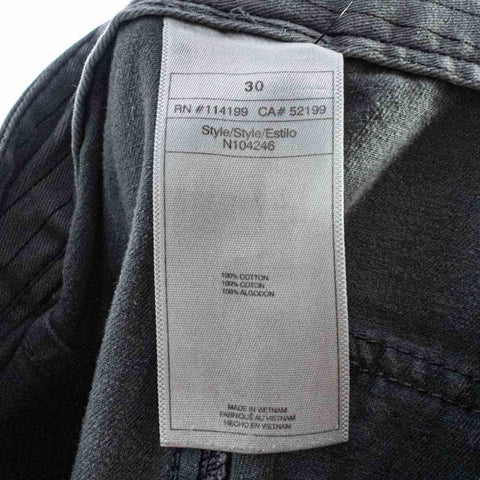 30
RN #114199 CA# 52199
Style/Style/Estilo
N104246
100% COTTON
100% COTON
100% ALGODON
MADE IN VIETNAM
FABRIQUÉ AU VIETNAM
HECHO EN VIETNAM